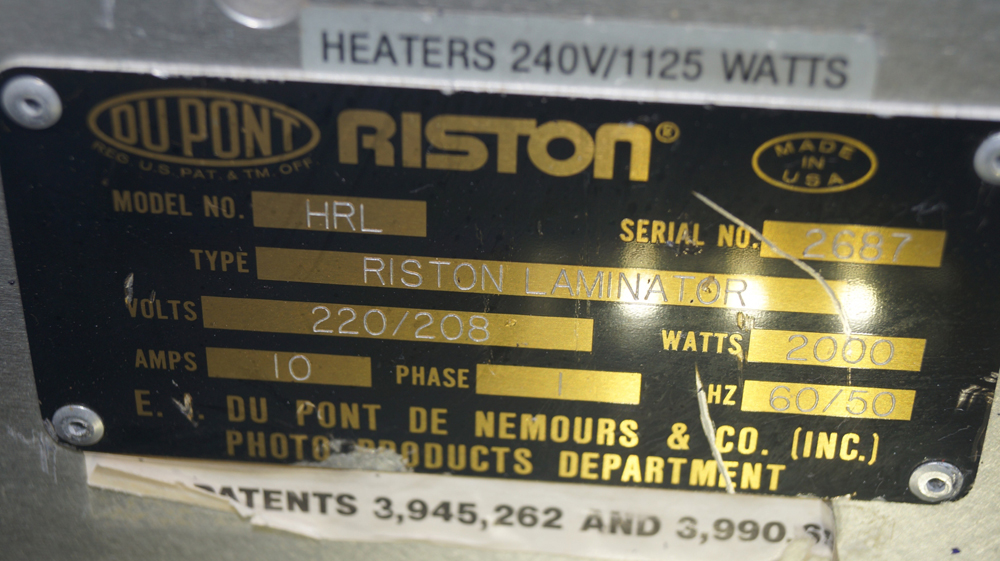 HEATERS 240V/1125 WATTS
DU PONT RISTON®
REG. U.S. PAT. & TM. OFF.
MADE
IN
USA
MODEL NO. HRL
SERIAL NO. 2687
TYPE RISTON LAMINATOR
VOLTS 220/208
WATTS 2000
AMPS 10 PHASE 1
HZ 60/50
E. I. DU PONT DE NEMOURS & CO. (INC.)
PHOTO PRODUCTS DEPARTMENT
PATENTS 3,945,262 AND 3,990